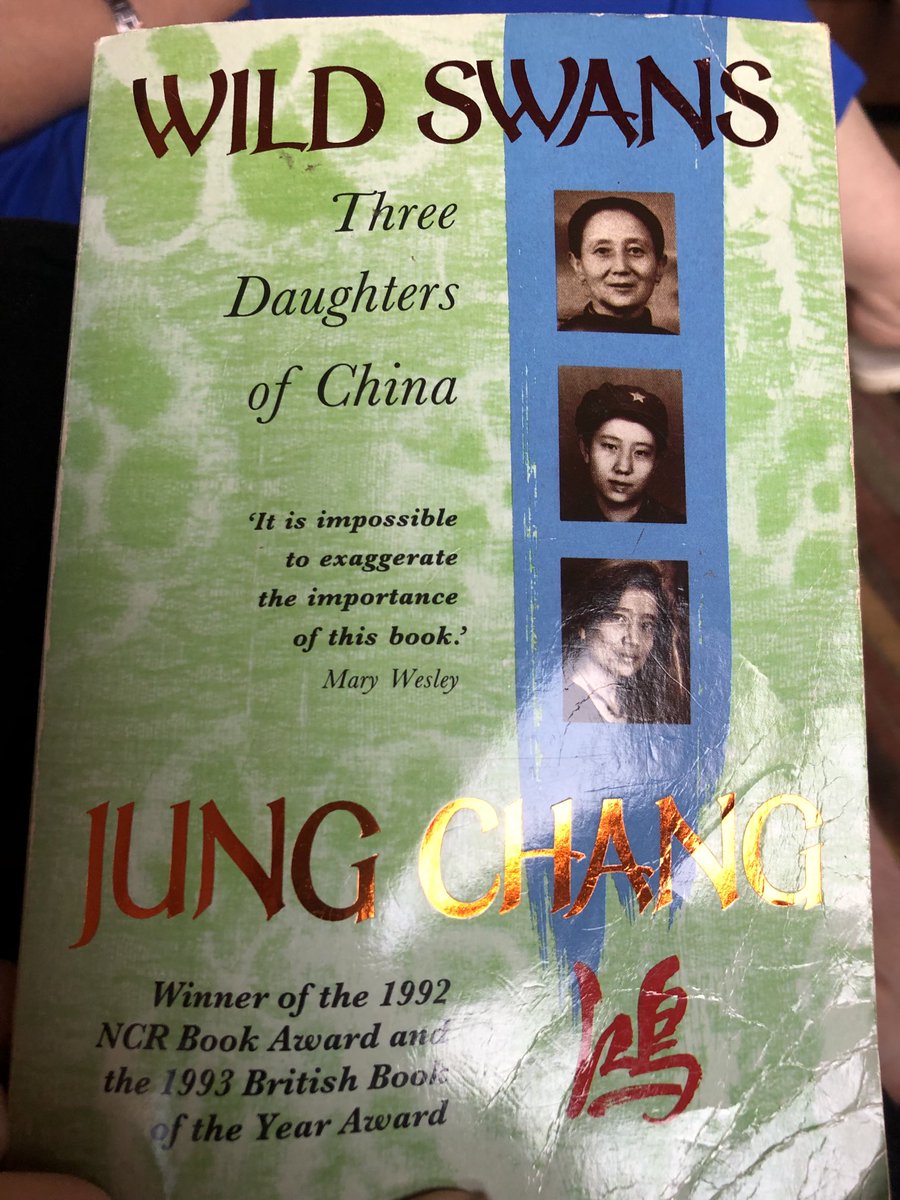 WILD SWANS
Three
Daughters
of China
‘It is impossible
to exaggerate
the importance
of this book.’
Mary Wesley
JUNG CHANG
鴻
Winner of the 1992
NCR Book Award and
the 1993 British Book
of the Year Award